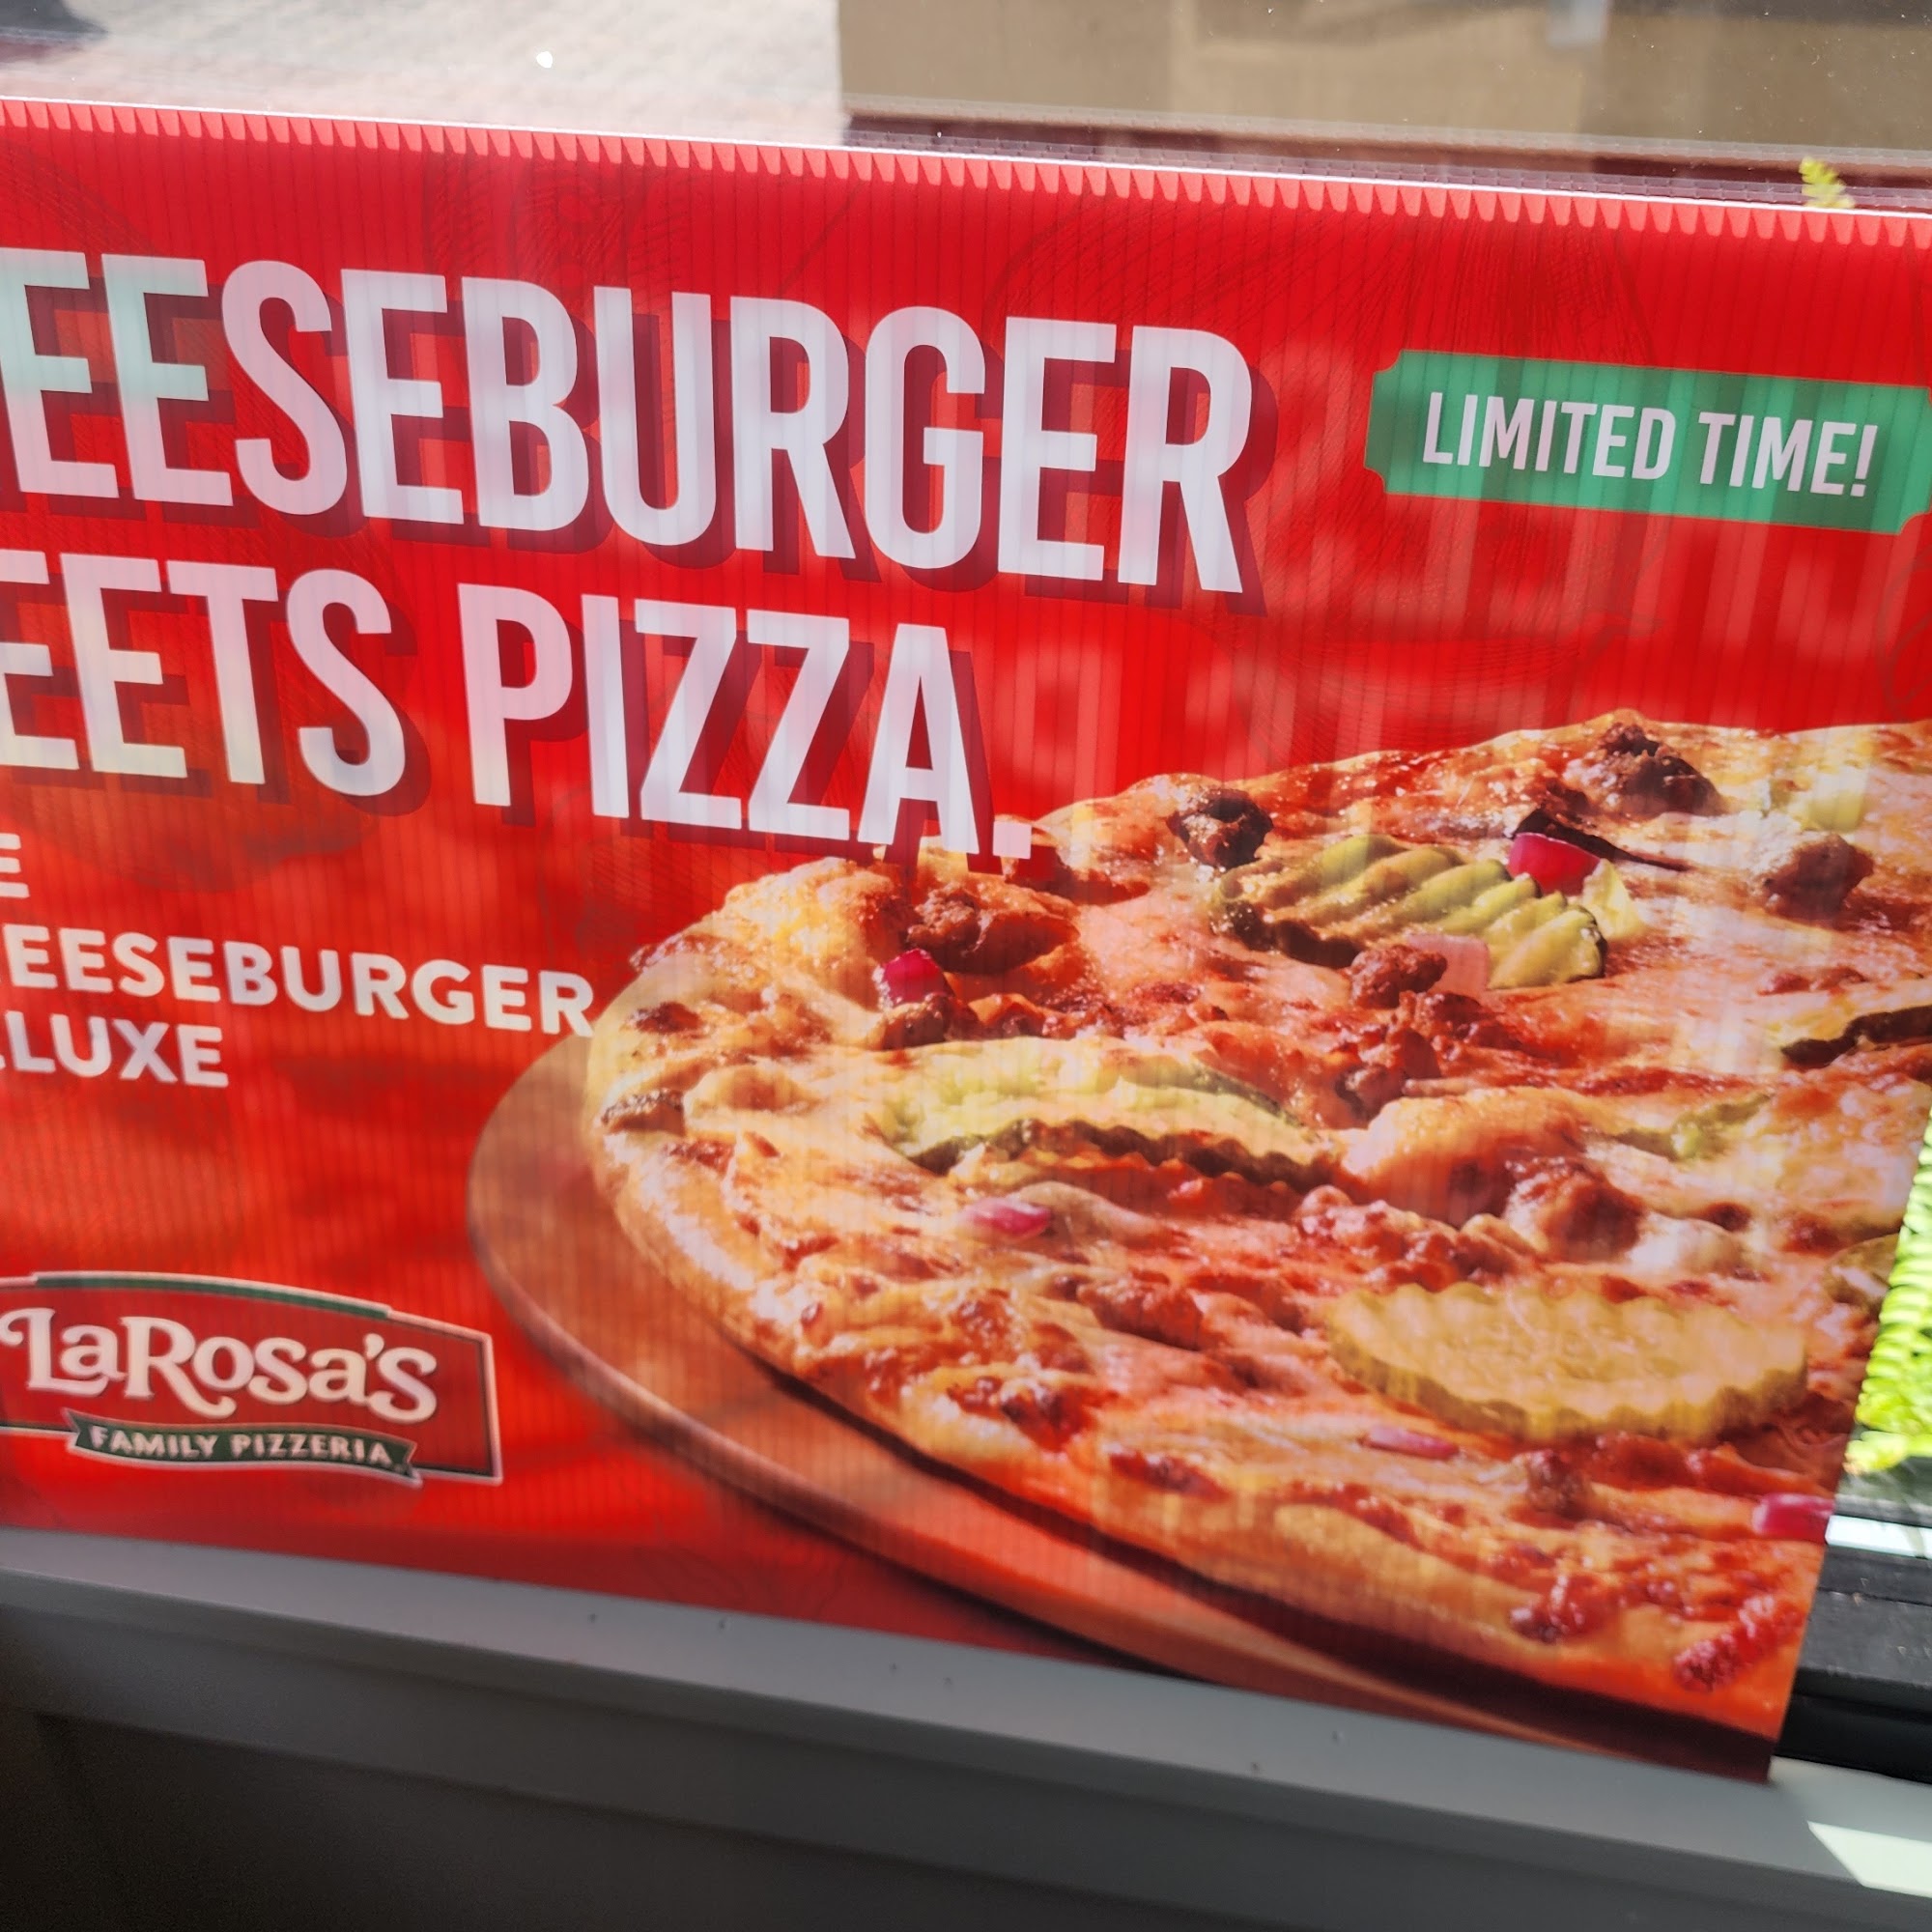 EESEBURGER
EETS PIZZA.
LIMITED TIME!
E
EESEBURGER
LUXE
LaRosa's
FAMILY PIZZERIA